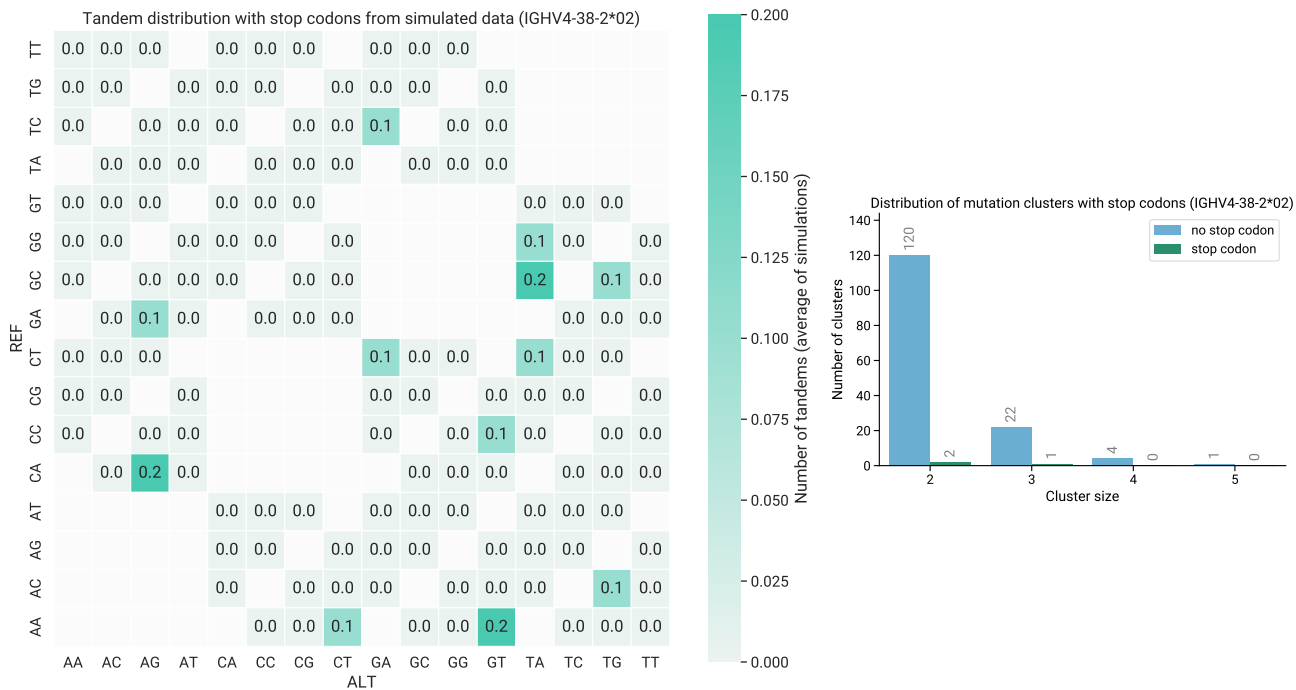 Tandem distribution with stop codons from simulated data (IGHV4-38-2*02)
REF
TT 0.0 0.0 0.0 0.0 0.0 0.0 0.0 0.0 0.0
TG 0.0 0.0 0.0 0.0 0.0 0.0 0.0 0.0 0.0
TC 0.0 0.0 0.0 0.0 0.0 0.0 0.1 0.0 0.0
TA 0.0 0.0 0.0 0.0 0.0 0.0 0.0 0.0 0.0
GT 0.0 0.0 0.0 0.0 0.0 0.0 0.0 0.0 0.0
GG 0.0 0.0 0.0 0.0 0.0 0.0 0.1 0.0 0.0
GC 0.0 0.0 0.0 0.0 0.0 0.0 0.2 0.1 0.0
GA 0.0 0.1 0.0 0.0 0.0 0.0 0.0 0.0 0.0
CT 0.0 0.0 0.0 0.1 0.0 0.0 0.1 0.0 0.0
CG 0.0 0.0 0.0 0.0 0.0 0.0 0.0 0.0 0.0
CC 0.0 0.0 0.0 0.0 0.0 0.1 0.0 0.0 0.0
CA 0.0 0.2 0.0 0.0 0.0 0.0 0.0 0.0 0.0
AT 0.0 0.0 0.0 0.0 0.0 0.0 0.0 0.0 0.0
AG 0.0 0.0 0.0 0.0 0.0 0.0 0.0 0.0 0.0
AC 0.0 0.0 0.0 0.0 0.0 0.0 0.0 0.1 0.0
AA 0.0 0.0 0.1 0.0 0.0 0.2 0.0 0.0 0.0
AA AC AG AT CA CC CG CT GA GC GG GT TA TC TG TT
ALT
0.200
0.175
0.150
0.125
0.100
0.075
0.050
0.025
0.000
Number of tandems (average of simulations)
Distribution of mutation clusters with stop codons (IGHV4-38-2*02)
no stop codon
stop codon
Number of clusters
140
120
100
80
60
40
20
0
120 2 22 1 4 0 1 0
2 3 4 5
Cluster size